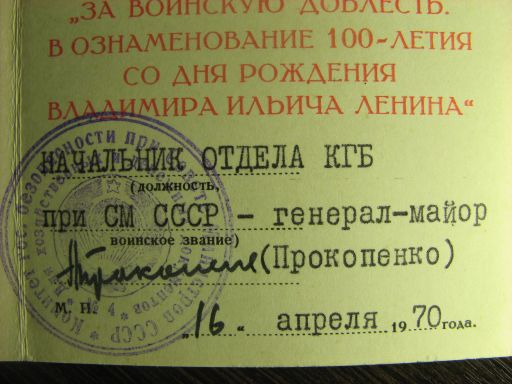 „ЗА ВОИНСКУЮ ДОБЛЕСТЬ.
В ОЗНАМЕНОВАНИЕ 100-ЛЕТИЯ
СО ДНЯ РОЖДЕНИЯ
ВЛАДИМИРА ИЛЬИЧА ЛЕНИНА“
НАЧАЛЬНИК ОТДЕЛА КГБ
(должность,
при СМ СССР - генерал-майор
воинское звание)
(Прокопенко)
М. П.
„16“ апреля 1970 года.